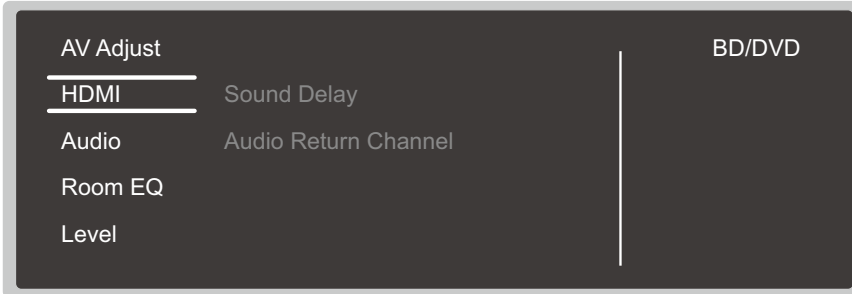 AV Adjust BD/DVD
HDMI Sound Delay
Audio Audio Return Channel
Room EQ
Level